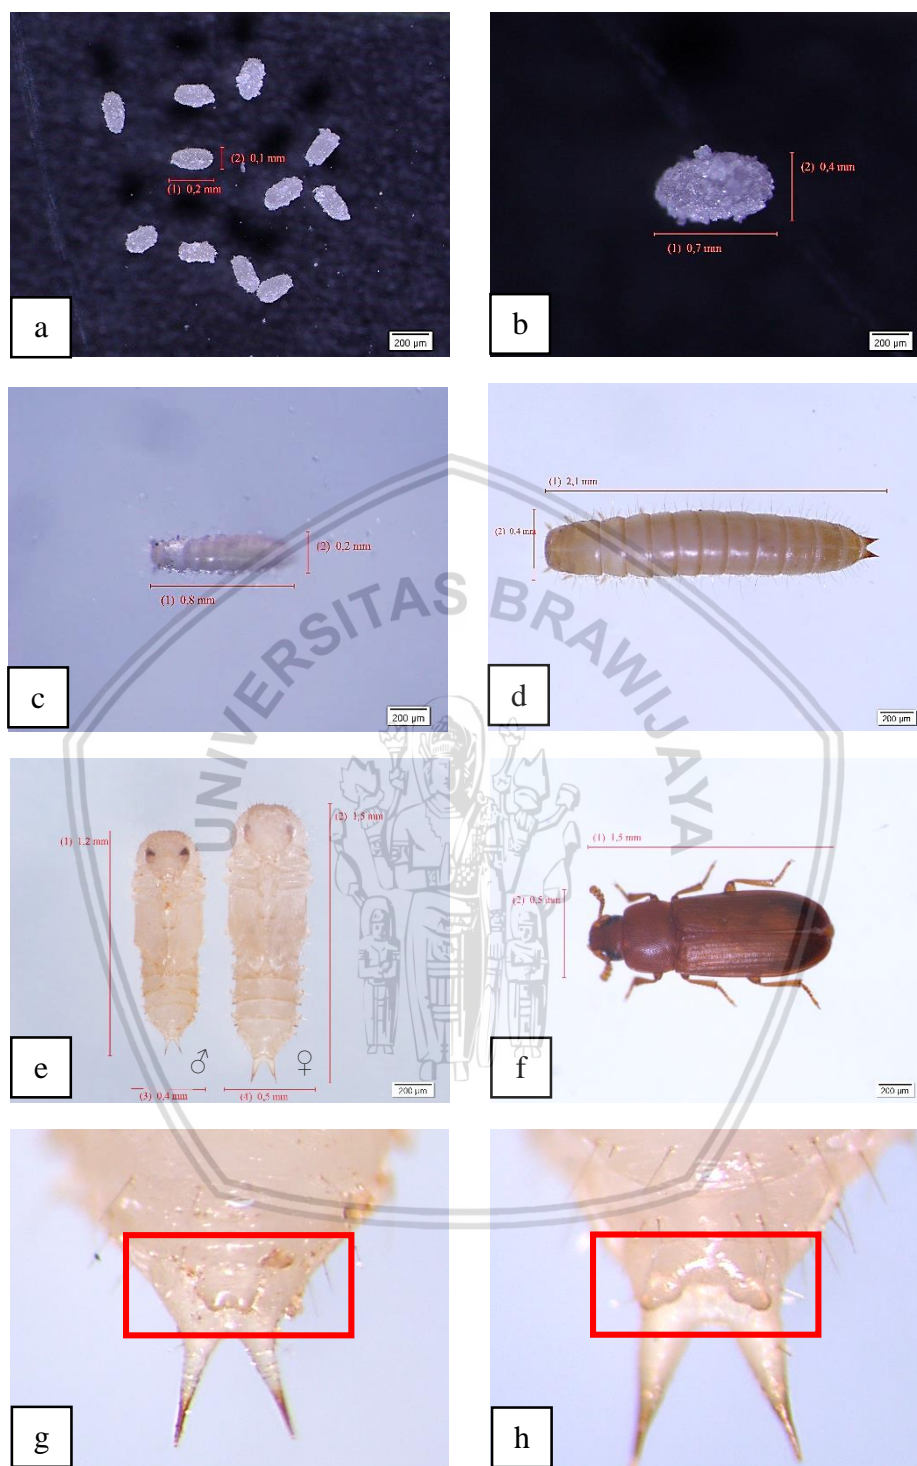 (2) 0,1 mm
(1) 0,2 mm
a
200 µm
(2) 0,4 mm
(1) 0,7 mm
b
200 µm
(2) 0,2 mm
(1) 0,8 mm
c
200 µm
(1) 2,1 mm
(2) 0,4 mm
d
200 µm
UNIVERSITAS BRAWIJAYA
(1) 1,2 mm
(2) 1,5 mm
♂
♀
(3) 0,4 mm
(4) 0,5 mm
e
200 µm
(1) 1,5 mm
(2) 0,5 mm
f
200 µm
g
h